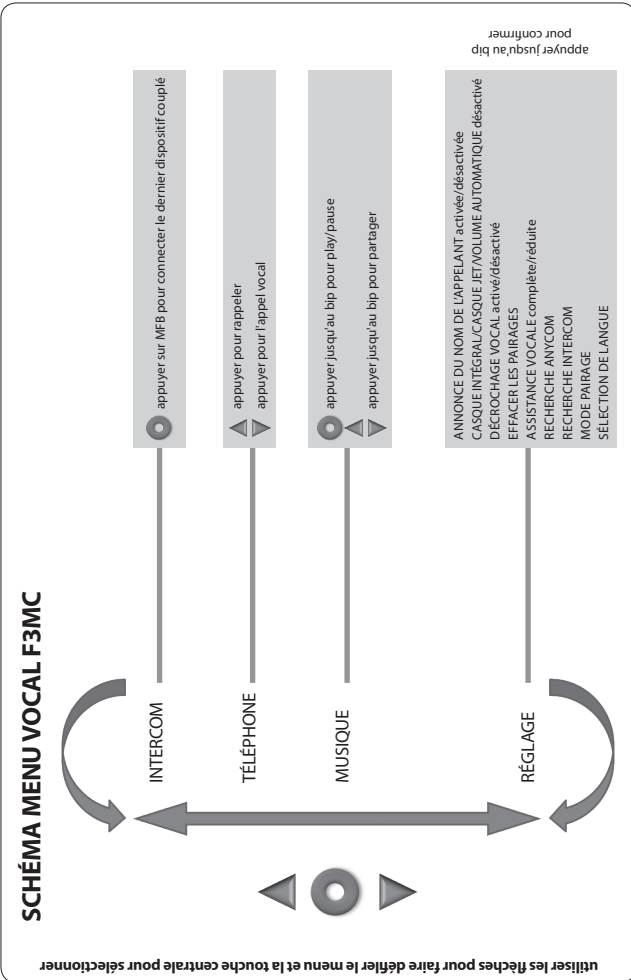 SCHÉMA MENU VOCAL F3MC
utiliser les flèches pour faire défiler le menu et la touche centrale pour sélectionner
INTERCOM
appuyer sur MFB pour connecter le dernier dispositif couplé
TÉLÉPHONE
appuyer pour rappeler
appuyer pour l'appel vocal
MUSIQUE
appuyer jusqu'au bip pour play/pause
appuyer jusqu'au bip pour partager
RÉGLAGE
ANNONCE DU NOM DE L'APPELANT activée/désactivée
CASQUE INTÉGRAL/CASQUE JET/VOLUME AUTOMATIQUE désactivé
DÉCROCHAGE VOCAL activé/désactivé
EFFACER LES PAIRAGES
ASSISTANCE VOCALE complète/réduite
RECHERCHE ANYCOM
RECHERCHE INTERCOM
MODE PAIRAGE
SÉLECTION DE LANGUE
appuyer jusqu'au bip
pour confirmer